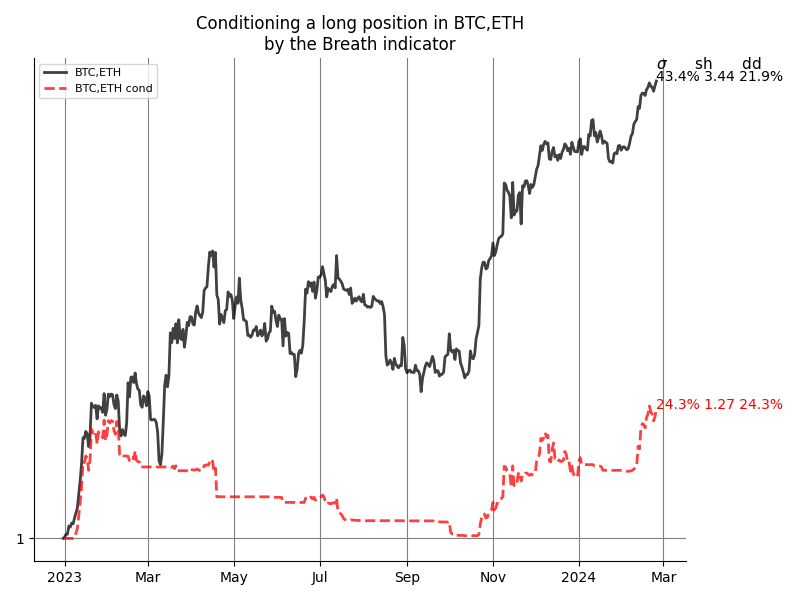 Conditioning a long position in BTC,ETH
by the Breath indicator
σ sh dd
43.4% 3.44 21.9%
BTC,ETH
BTC,ETH cond
24.3% 1.27 24.3%
1
2023 Mar May Jul Sep Nov 2024 Mar